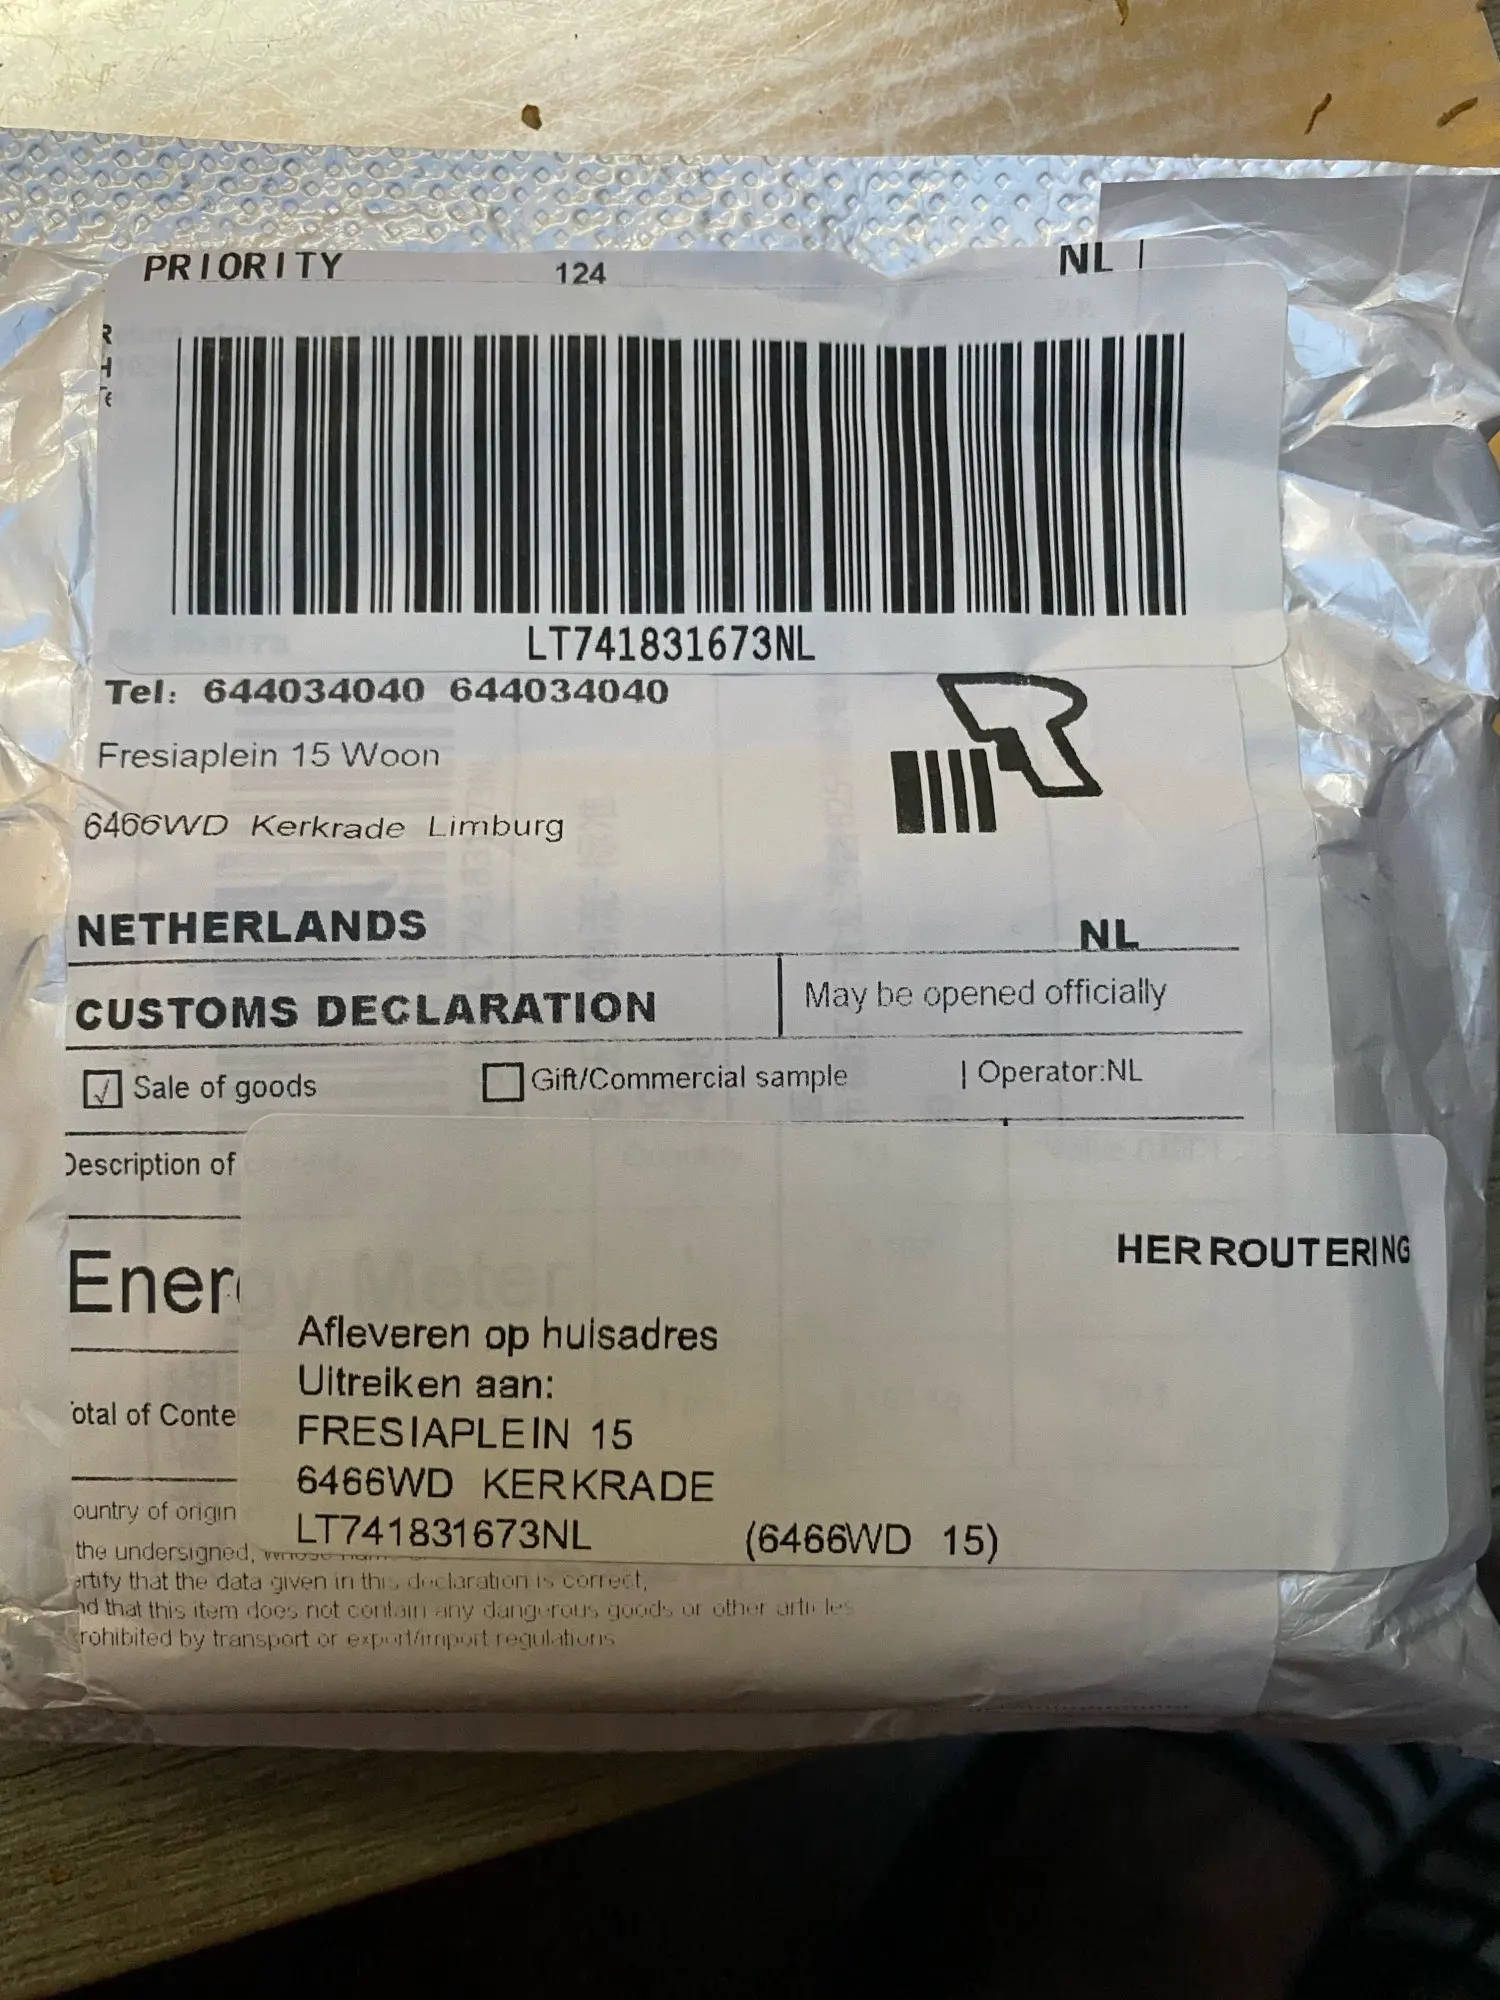 PRIORITY 124 NL |
LT741831673NL
Tel: 644034040 644034040
Fresiaplein 15 Woon
6466WD Kerkrade Limburg
NETHERLANDS NL
CUSTOMS DECLARATION May be opened officially
Sale of goods Gift/Commercial sample | Operator:NL
Description of
HERROUTERING
Energy Meter
Afleveren op huisadres
Uitreiken aan:
FRESIAPLEIN 15
otal of Conte
6466WD KERKRADE
ountry of origin
LT741831673NL (6466WD 15)
the undersigned, whose
ertify that the data given in this declaration is correct,
nd that this item does not contain any dangerous goods or other articles
rohibited by transport or export/import regulations